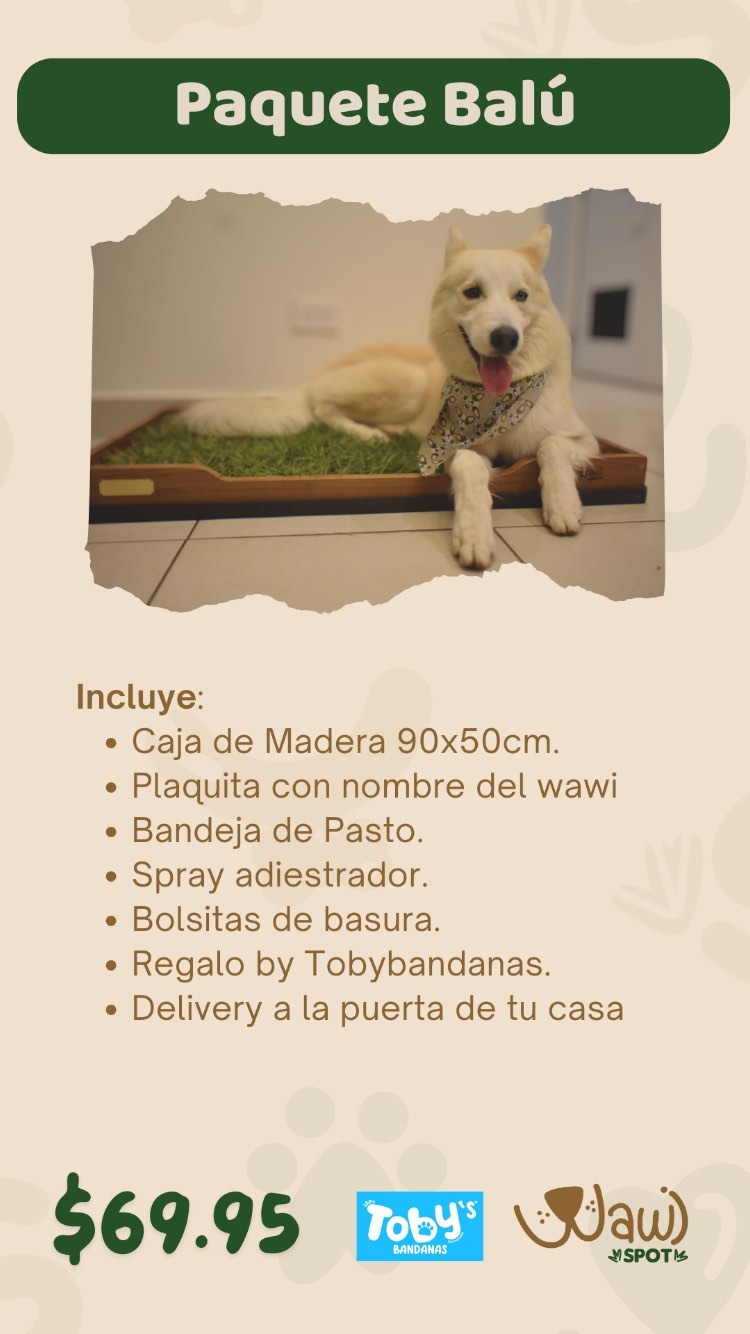 Paquete Balú
Incluye:
• Caja de Madera 90x50cm.
• Plaquita con nombre del wawi
• Bandeja de Pasto.
• Spray adiestrador.
• Bolsitas de basura.
• Regalo by Tobybandanas.
• Delivery a la puerta de tu casa
$69.95
Toby's
BANDANAS
Wawi
SPOT